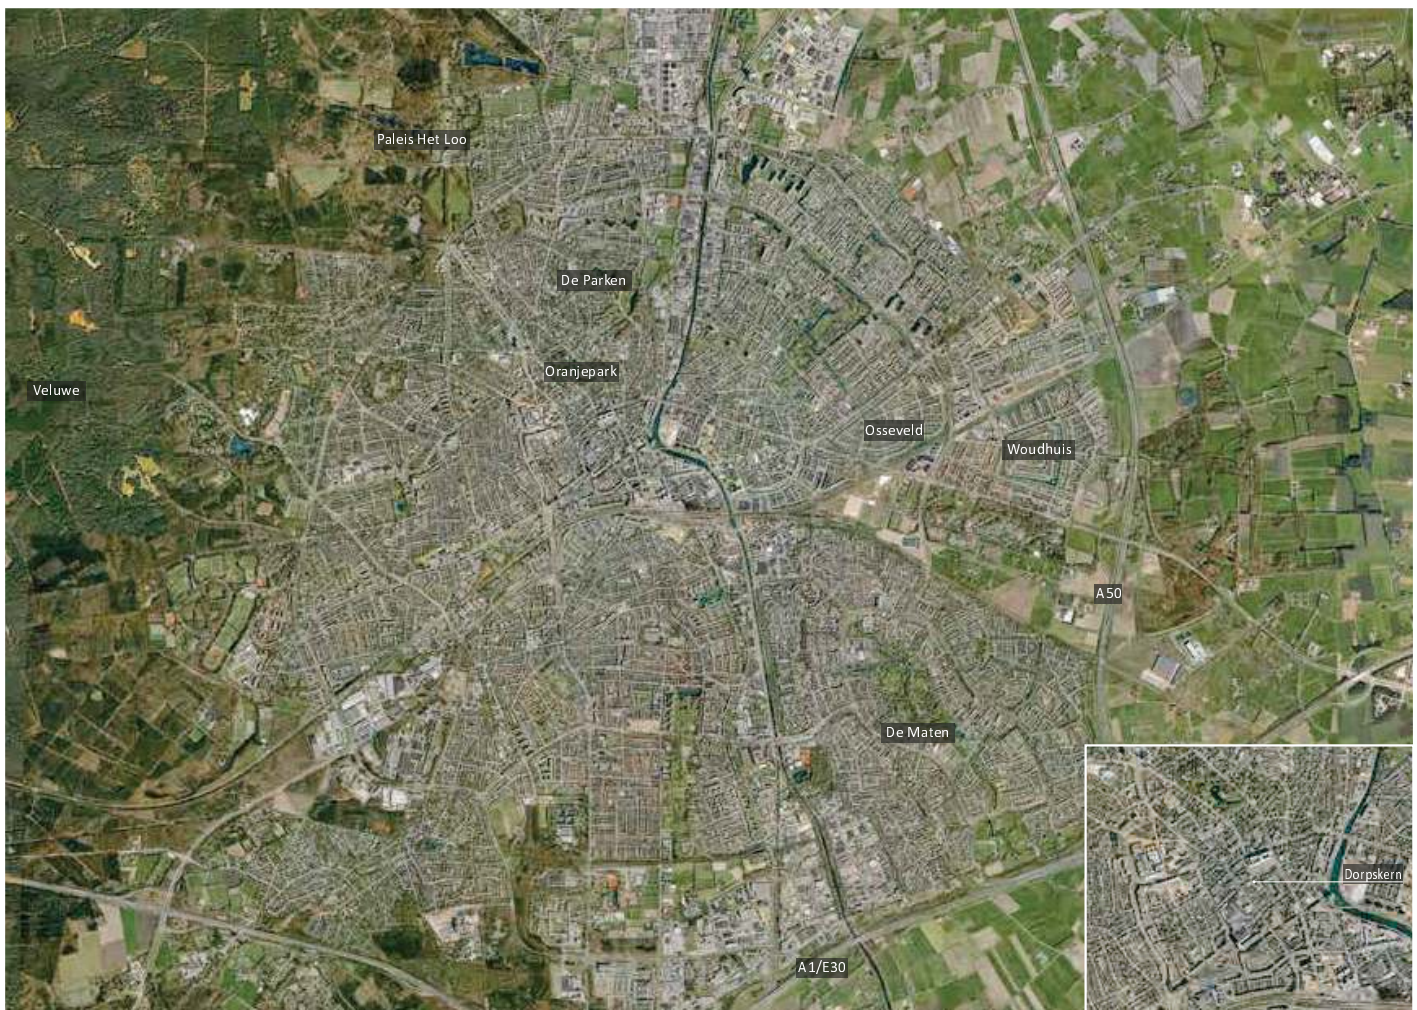 Paleis Het Loo
De Parken
Oranjepark
Veluwe
Osseveld
Woudhuis
A50
De Maten
Dorpskern
A1/E30